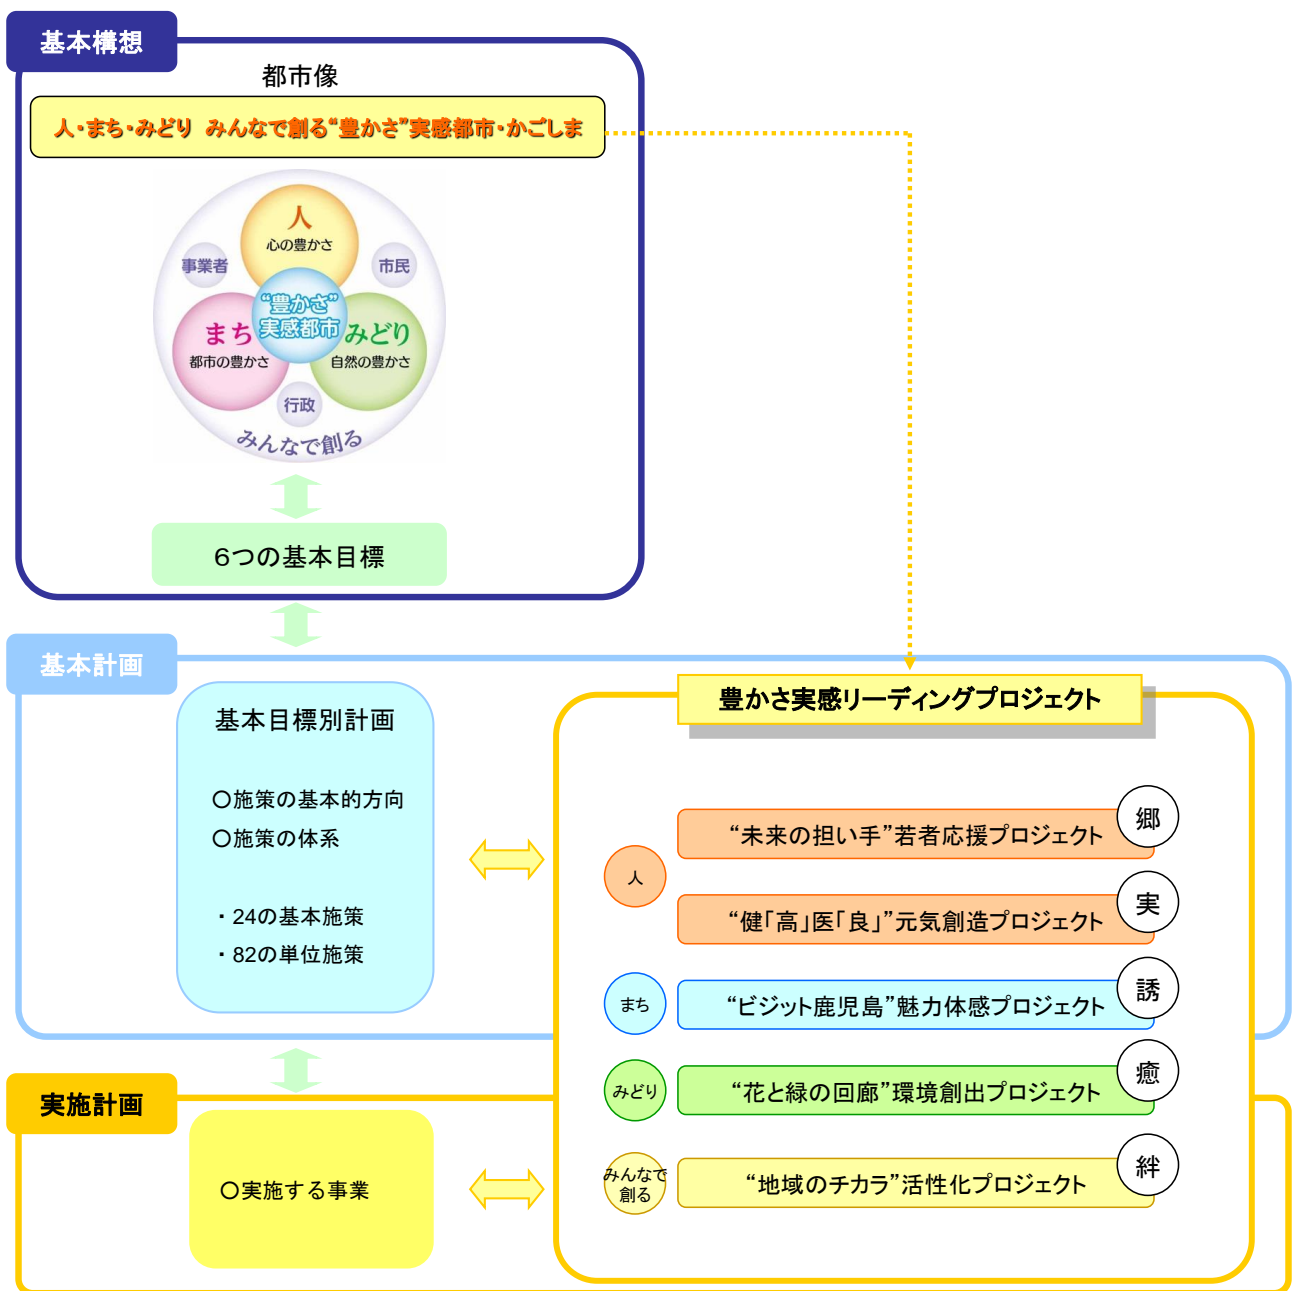 基本構想
都市像
人・まち・みどり　みんなで創る“豊かさ”実感都市・かごしま
人
心の豊かさ
事業者
市民
“豊かさ”
実感都市
まち
都市の豊かさ
みどり
自然の豊かさ
行政
みんなで創る
６つの基本目標
基本計画
基本目標別計画
○施策の基本的方向
○施策の体系
・24の基本施策
・82の単位施策
豊かさ実感リーディングプロジェクト
人
“未来の担い手”若者応援プロジェクト
郷
“健「高」医「良」”元気創造プロジェクト
実
まち
“ビジット鹿児島”魅力体感プロジェクト
誘
みどり
“花と緑の回廊”環境創出プロジェクト
癒
みんなで
創る
“地域のチカラ”活性化プロジェクト
絆
実施計画
○実施する事業